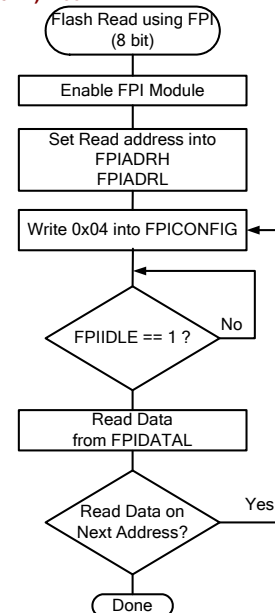 Flash Read using FPI
(8 bit)
Enable FPI Module
Set Read address into
FPIADRH
FPIADRL
Write 0x04 into FPICONFIG
FPIIDLE == 1 ?
No
Read Data
from FPIDATAL
Read Data on
Next Address?
Yes
Done